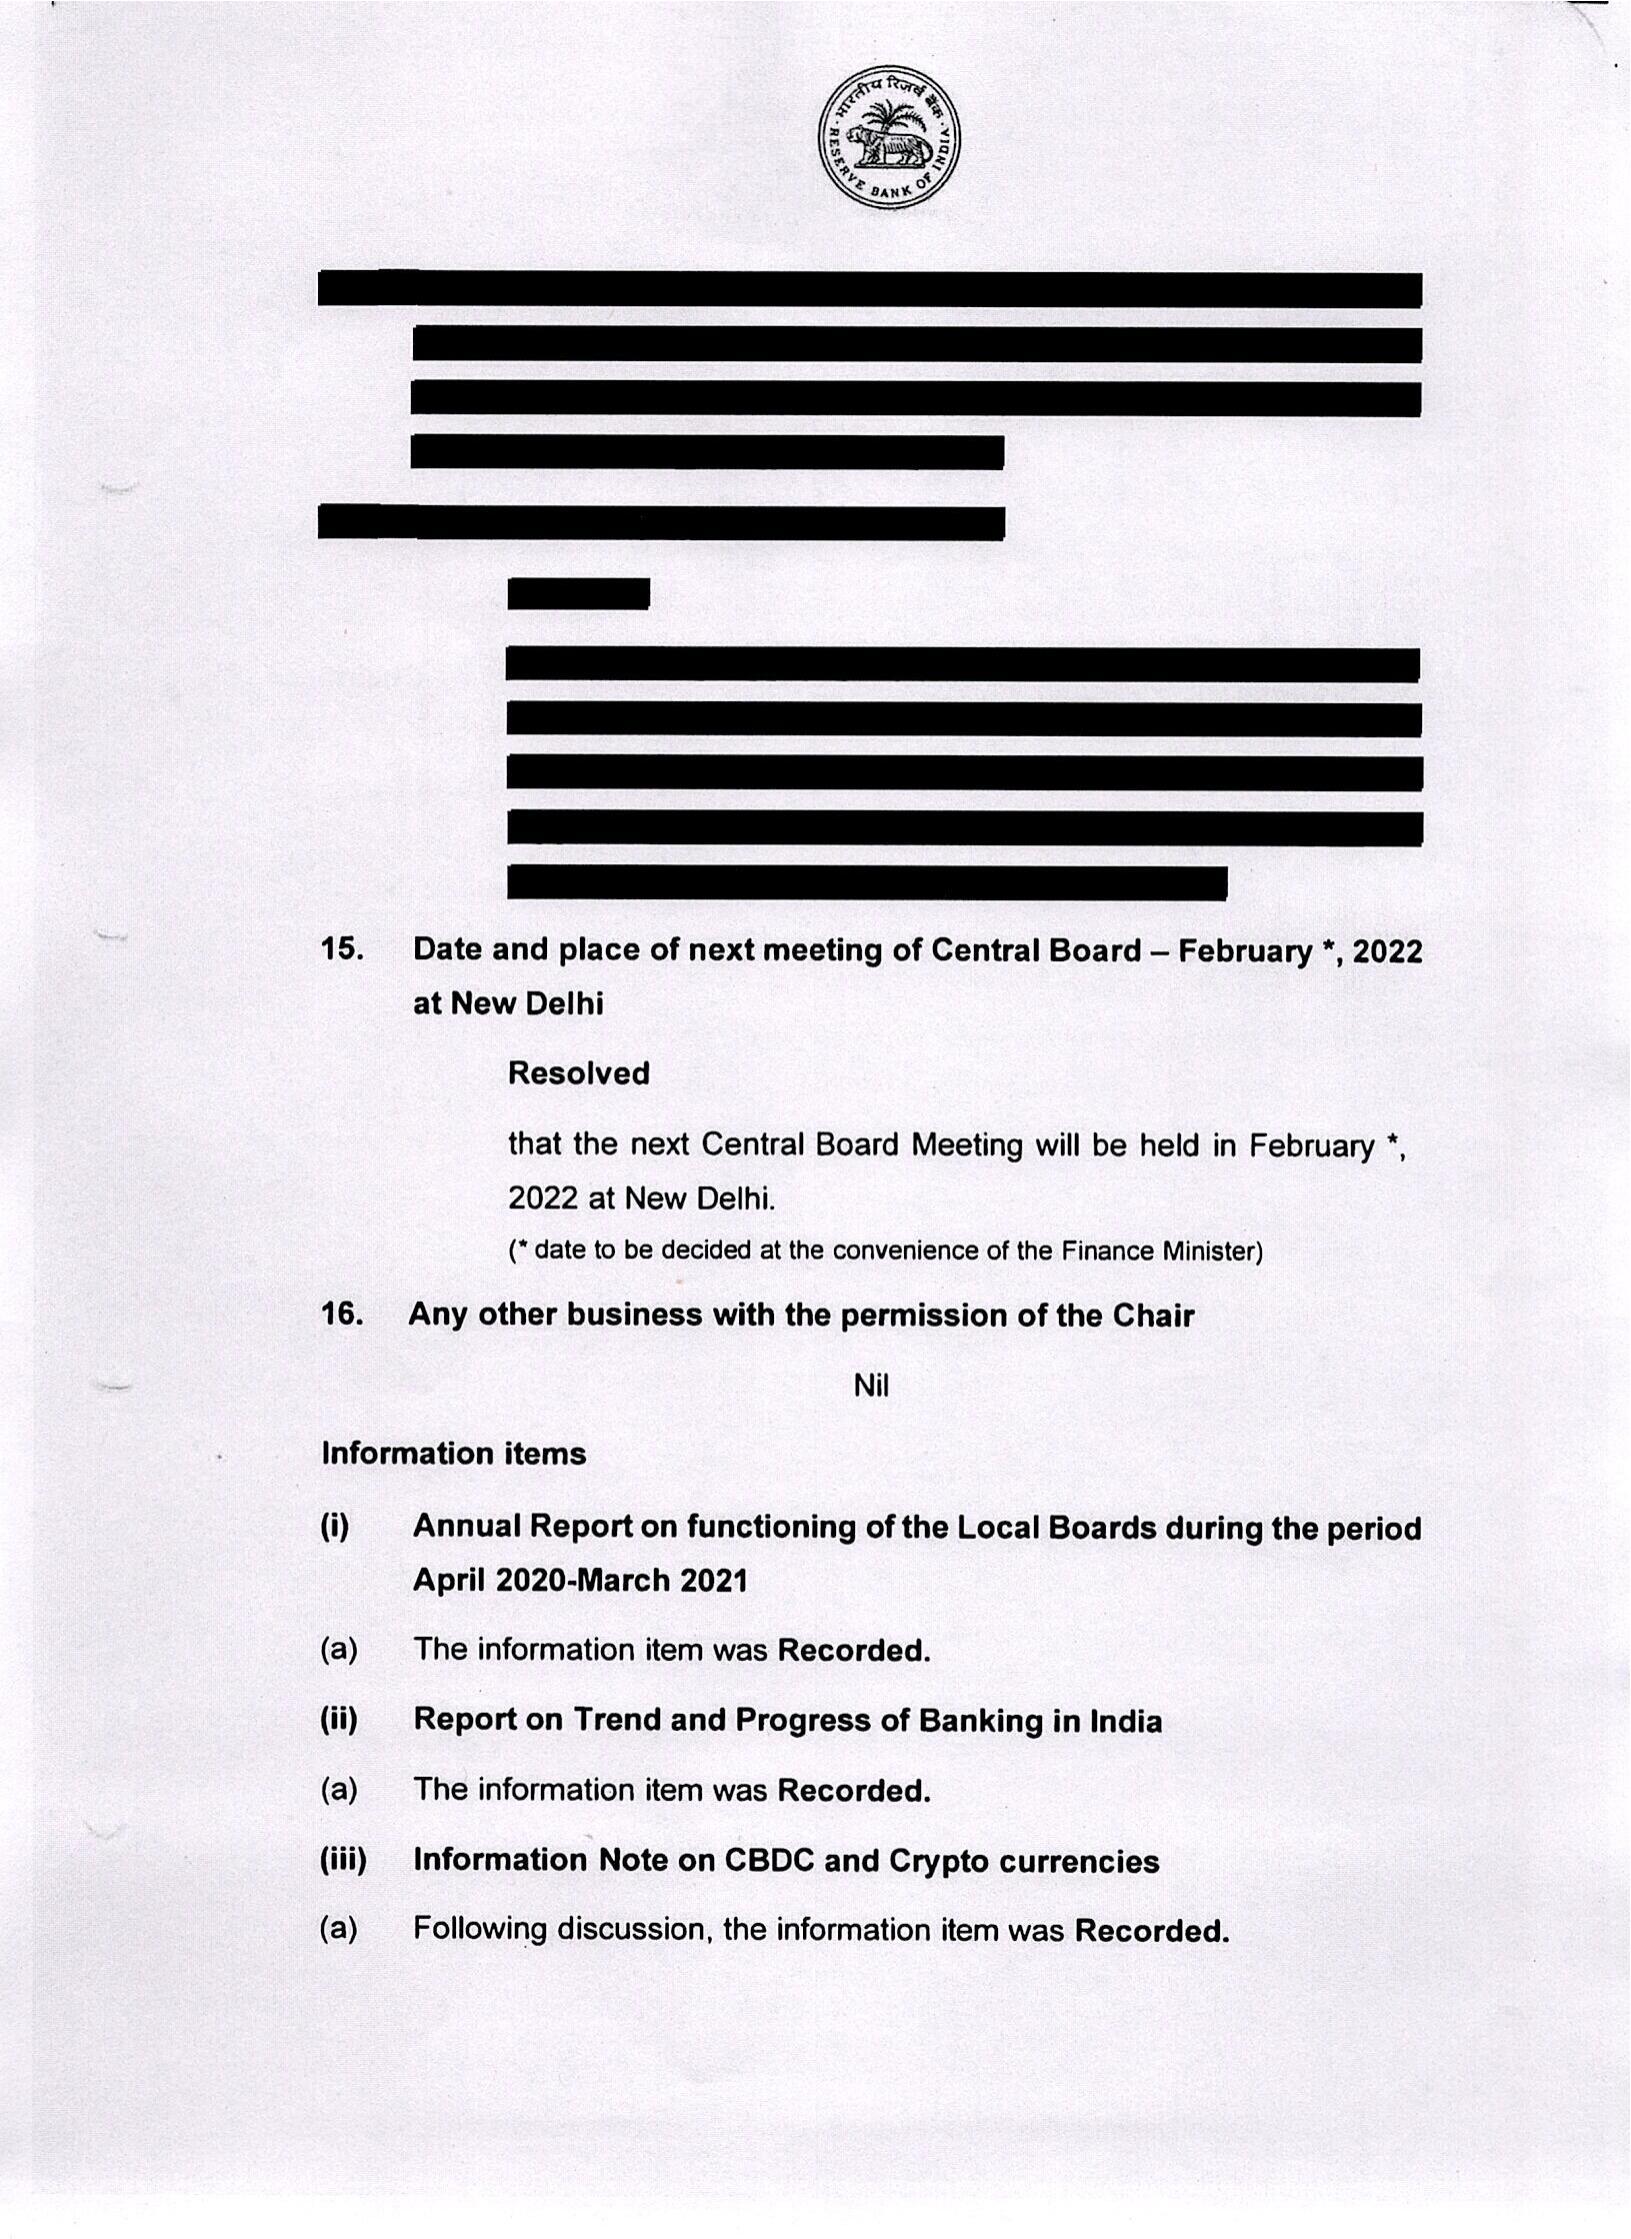 भारतीय रिज़र्व बैंक
RESERVE BANK OF INDIA
15. Date and place of next meeting of Central Board – February *, 2022
at New Delhi
Resolved
that the next Central Board Meeting will be held in February *,
2022 at New Delhi.
(* date to be decided at the convenience of the Finance Minister)
16. Any other business with the permission of the Chair
Nil
Information items
(i) Annual Report on functioning of the Local Boards during the period
April 2020-March 2021
(a) The information item was Recorded.
(ii) Report on Trend and Progress of Banking in India
(a) The information item was Recorded.
(iii) Information Note on CBDC and Crypto currencies
(a) Following discussion, the information item was Recorded.